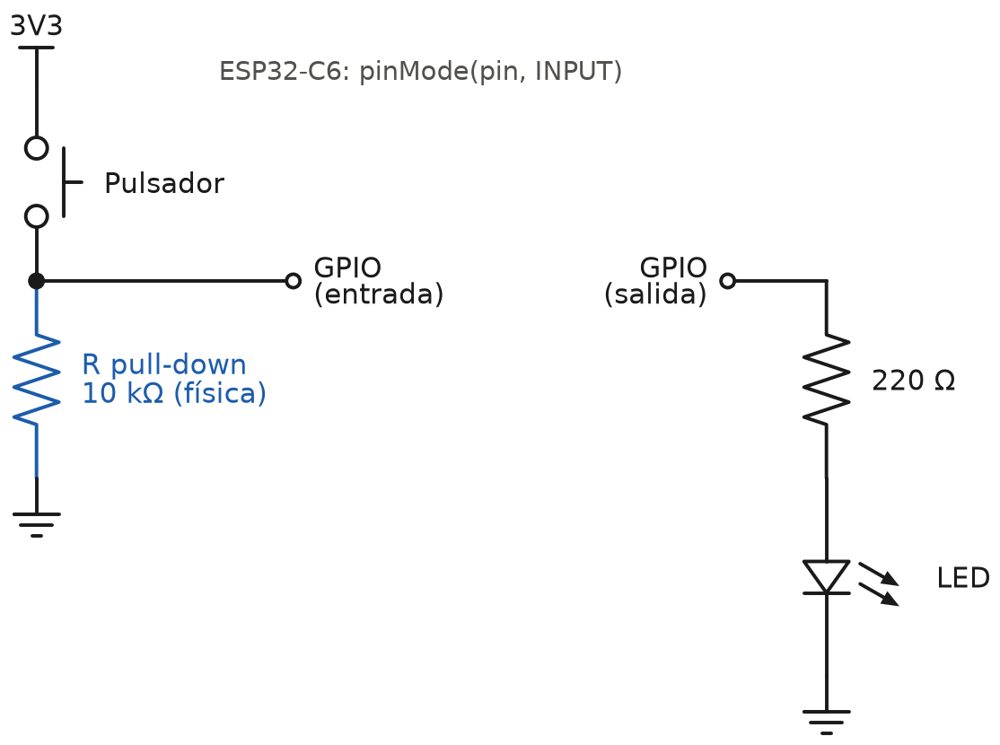 3V3
ESP32-C6: pinMode(pin, INPUT)
Pulsador
GPIO
(entrada)
GPIO
(salida)
R pull-down
10 kΩ (física)
220 Ω
LED